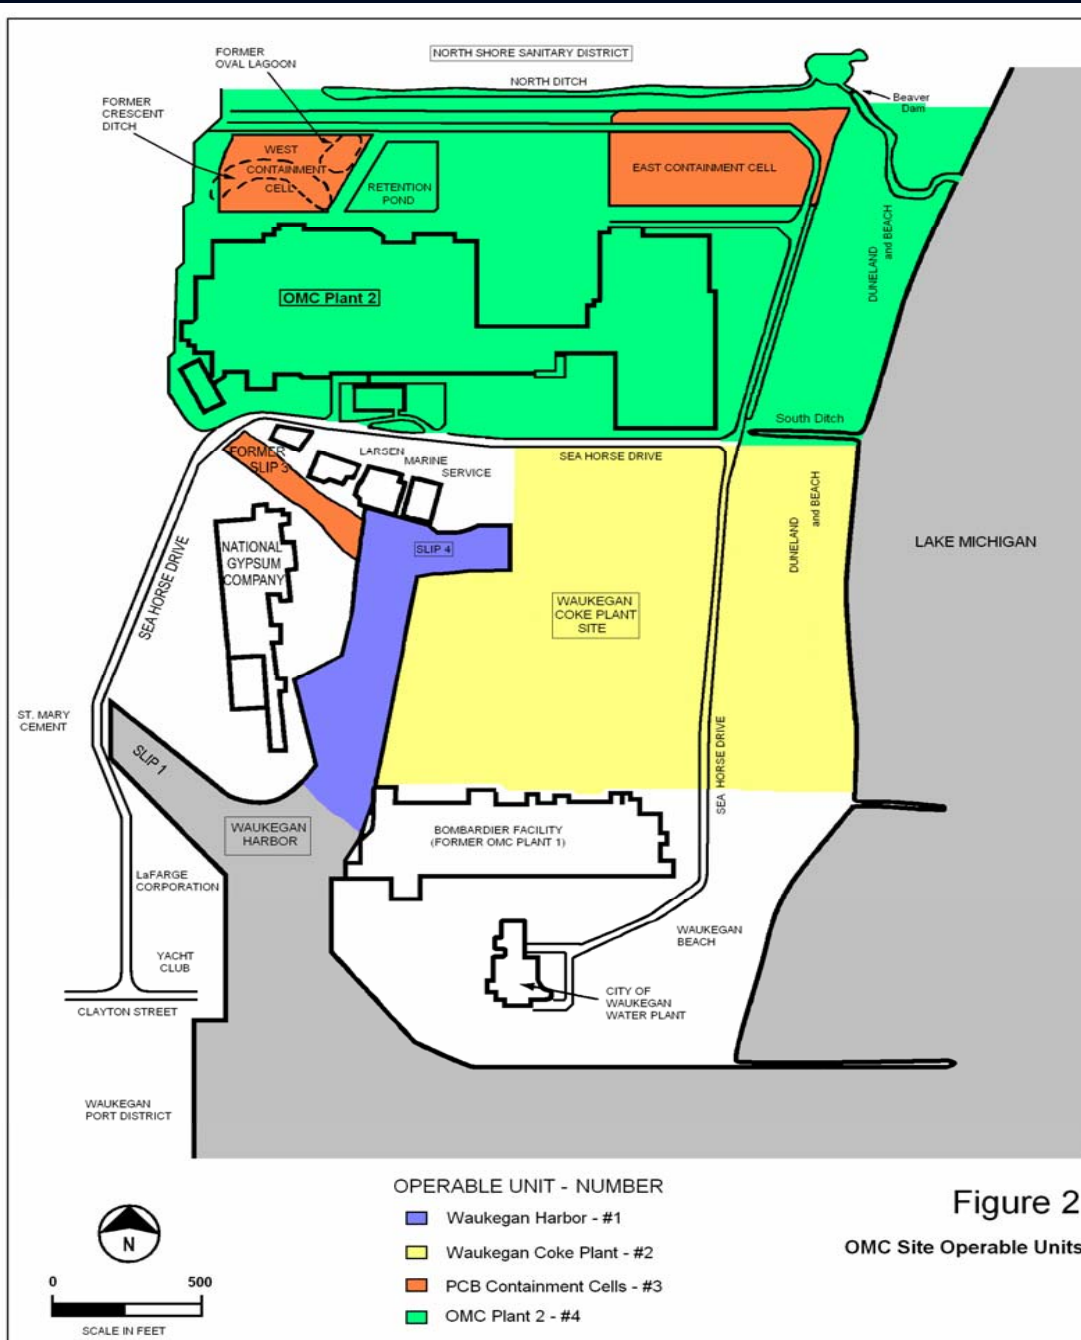 FORMER
OVAL LAGOON
NORTH SHORE SANITARY DISTRICT
NORTH DITCH
FORMER
CRESCENT
DITCH
Beaver
Dam
WEST
CONTAINMENT
CELL
RETENTION
POND
EAST CONTAINMENT CELL
DUNELAND
and BEACH
OMC Plant 2
South Ditch
FORMER
SLIP 3
LARSEN
MARINE
SERVICE
SEA HORSE DRIVE
DUNELAND
and BEACH
SLIP 4
NATIONAL
GYPSUM
COMPANY
LAKE MICHIGAN
SEA HORSE DRIVE
WAUKEGAN
COKE PLANT
SITE
ST. MARY
CEMENT
SLIP 1
SEA HORSE DRIVE
WAUKEGAN
HARBOR
BOMBARDIER FACILITY
(FORMER OMC PLANT 1)
LaFARGE
CORPORATION
WAUKEGAN
BEACH
YACHT
CLUB
CITY OF
WAUKEGAN
WATER PLANT
CLAYTON STREET
WAUKEGAN
PORT DISTRICT
OPERABLE UNIT - NUMBER
Waukegan Harbor - #1
Waukegan Coke Plant - #2
PCB Containment Cells - #3
OMC Plant 2 - #4
Figure 2
OMC Site Operable Units
N
0 500
SCALE IN FEET